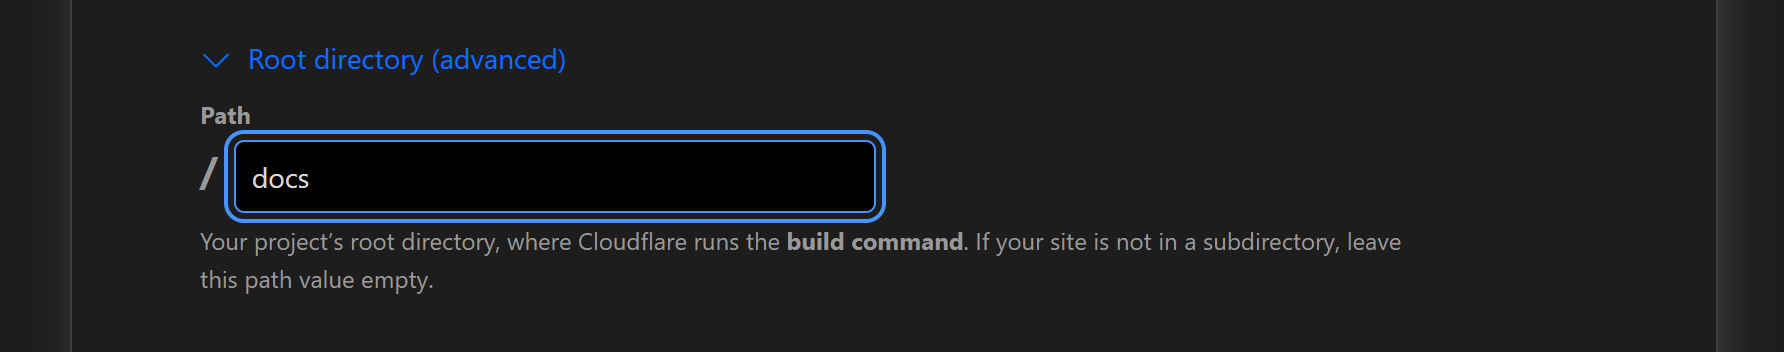 Root directory (advanced)
Path
/ docs
Your project’s root directory, where Cloudflare runs the build command. If your site is not in a subdirectory, leave
this path value empty.